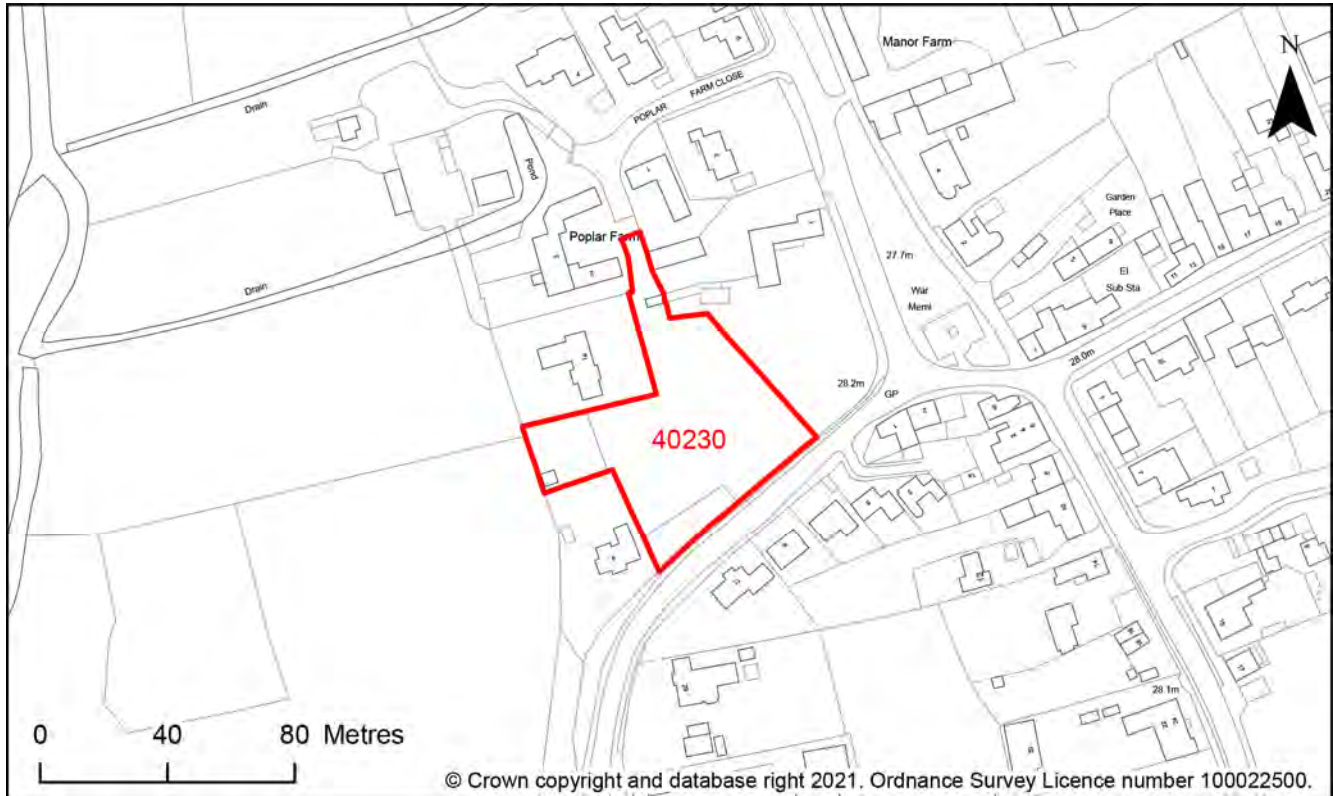 Manor Farm
N
POPLAR FARM CLOSE
Drain
Pond
Garden
Place
Poplar Farm
27.7m
War
Meml
El
Sub Sta
Drain
28.0m
28.2m
GP
40230
28.1m
0 40 80 Metres
© Crown copyright and database right 2021. Ordnance Survey Licence number 100022500.